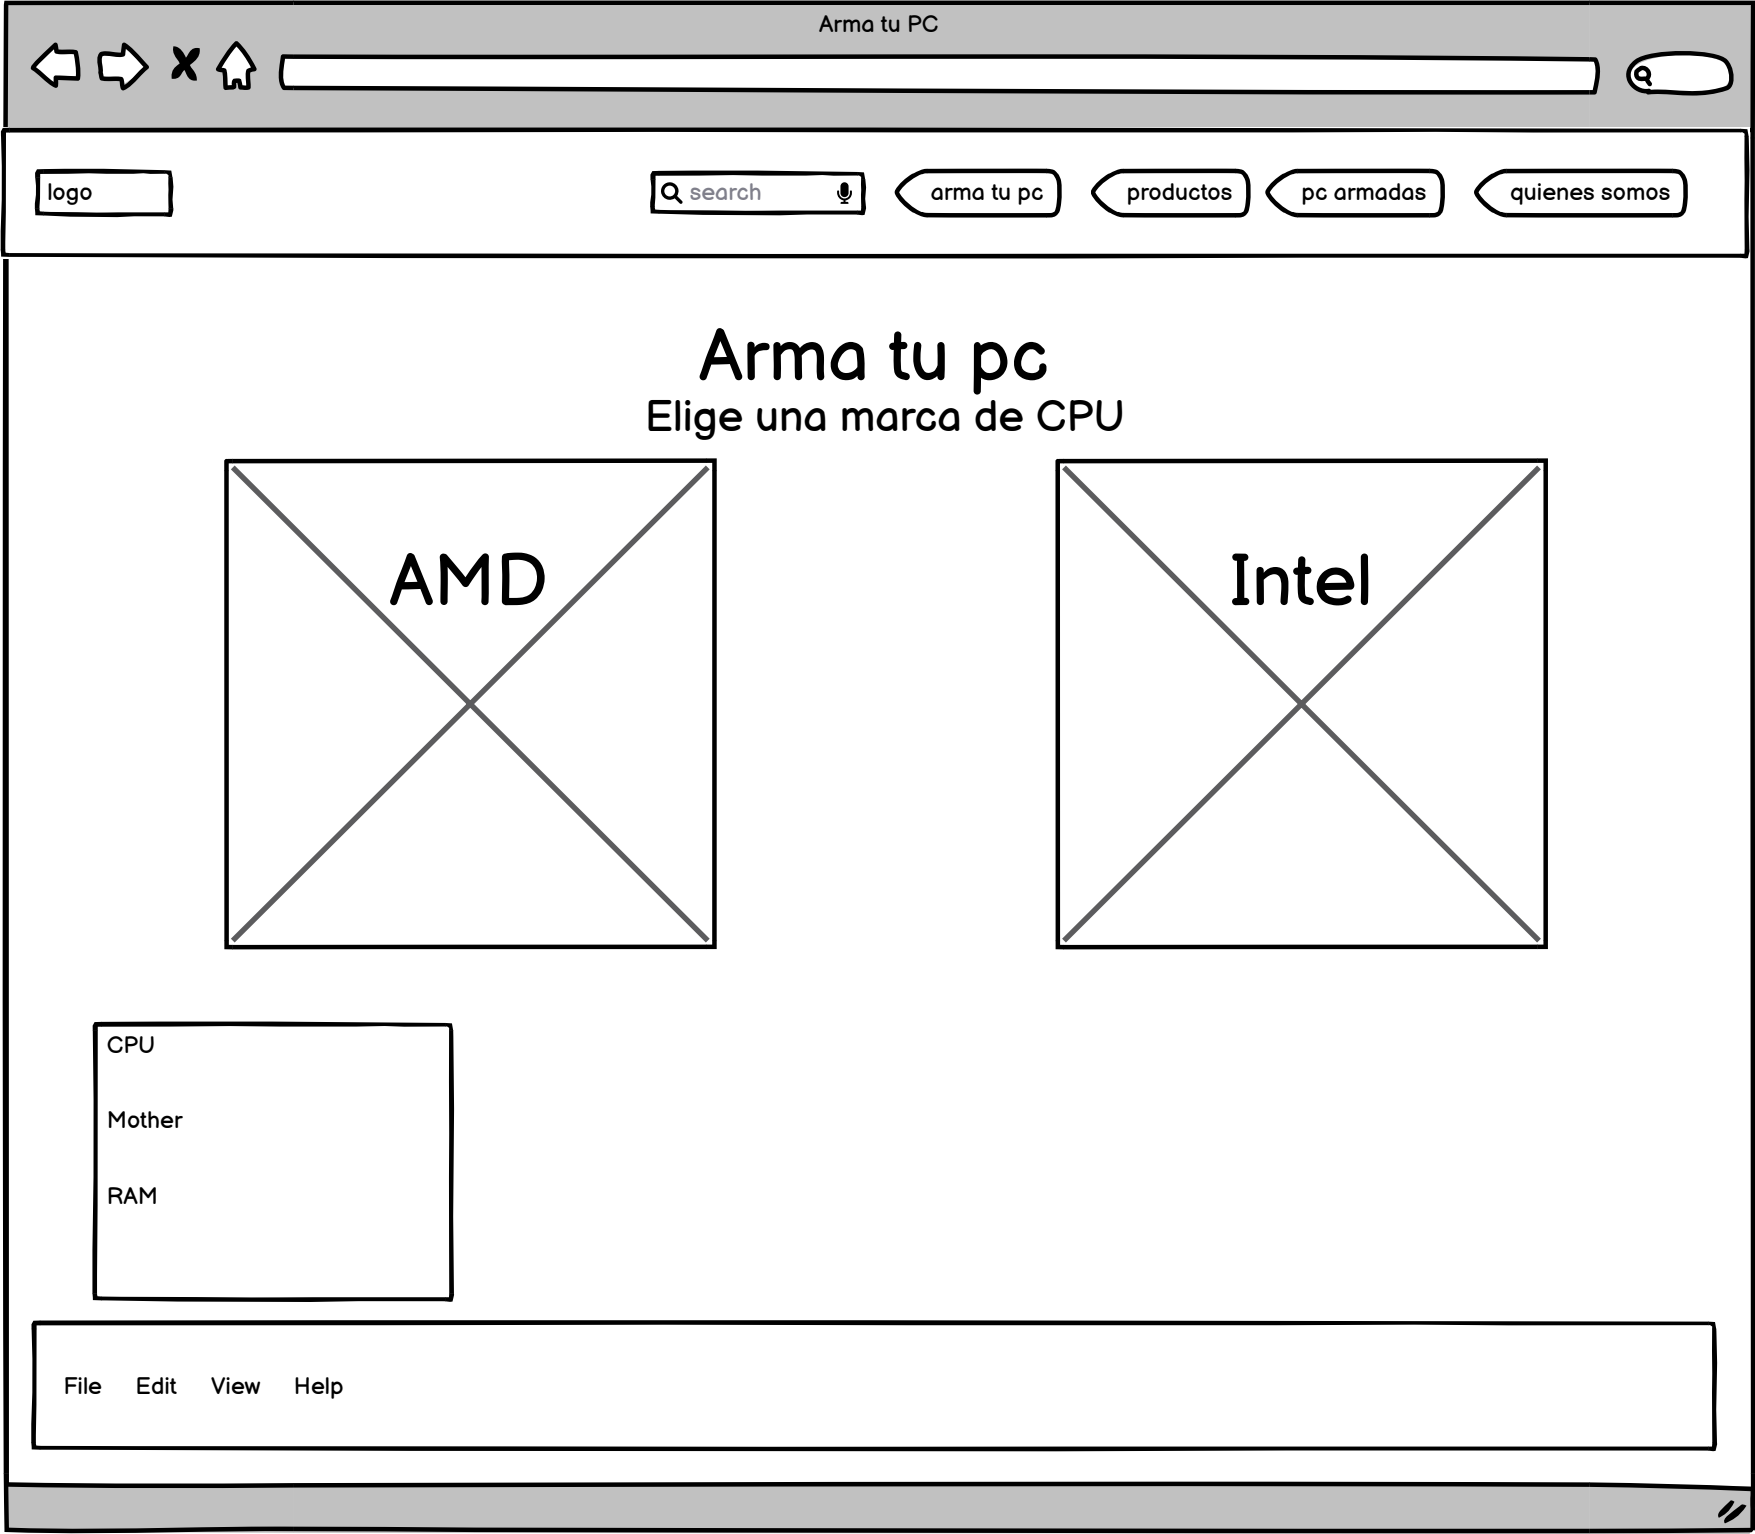 Arma tu PC
logo
search
arma tu pc
productos
pc armadas
quienes somos
Arma tu pc
Elige una marca de CPU
AMD
Intel
CPU
Mother
RAM
File Edit View Help